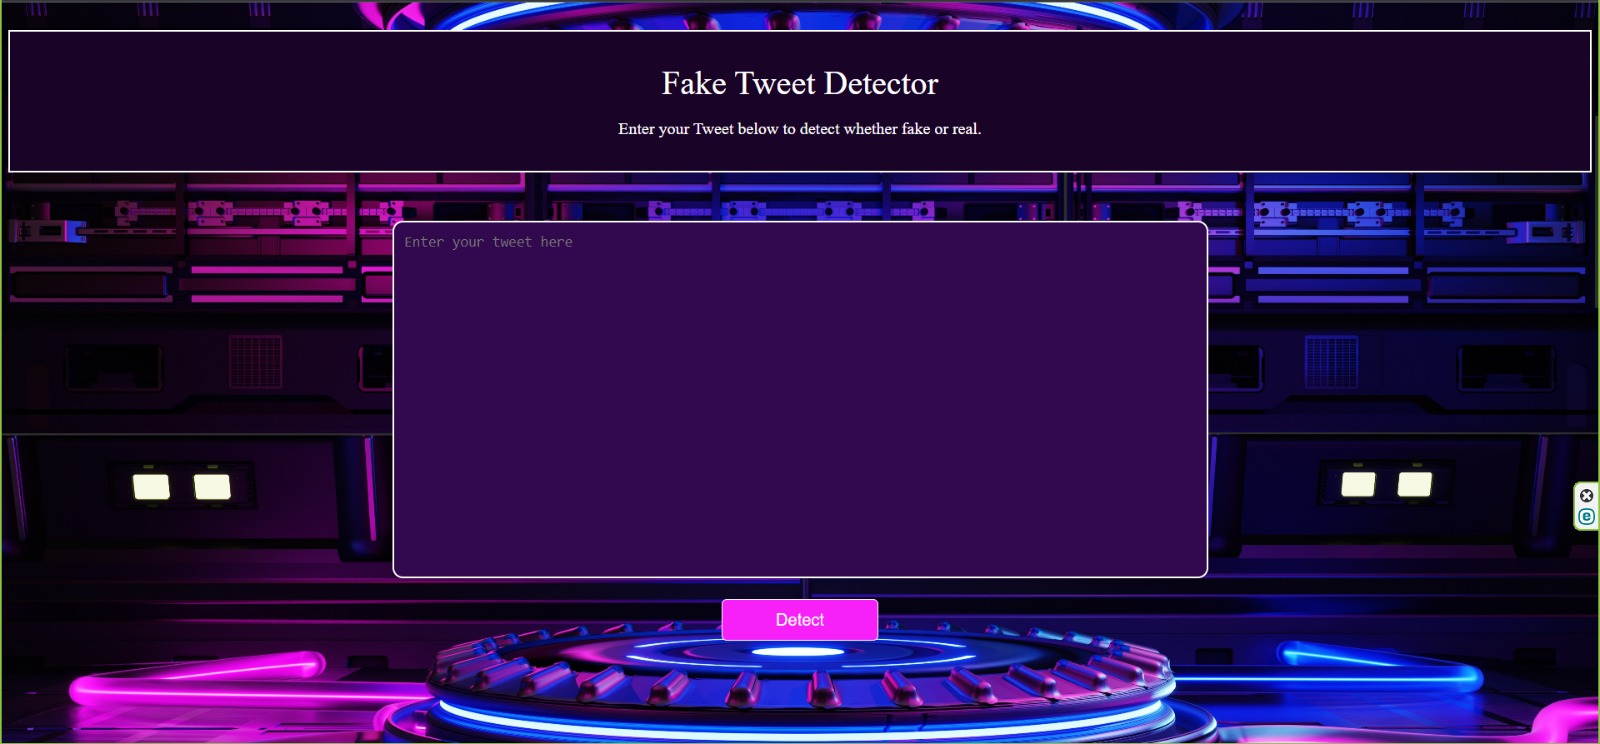 Fake Tweet Detector
Enter your Tweet below to detect whether fake or real.
Enter your tweet here
Detect
e